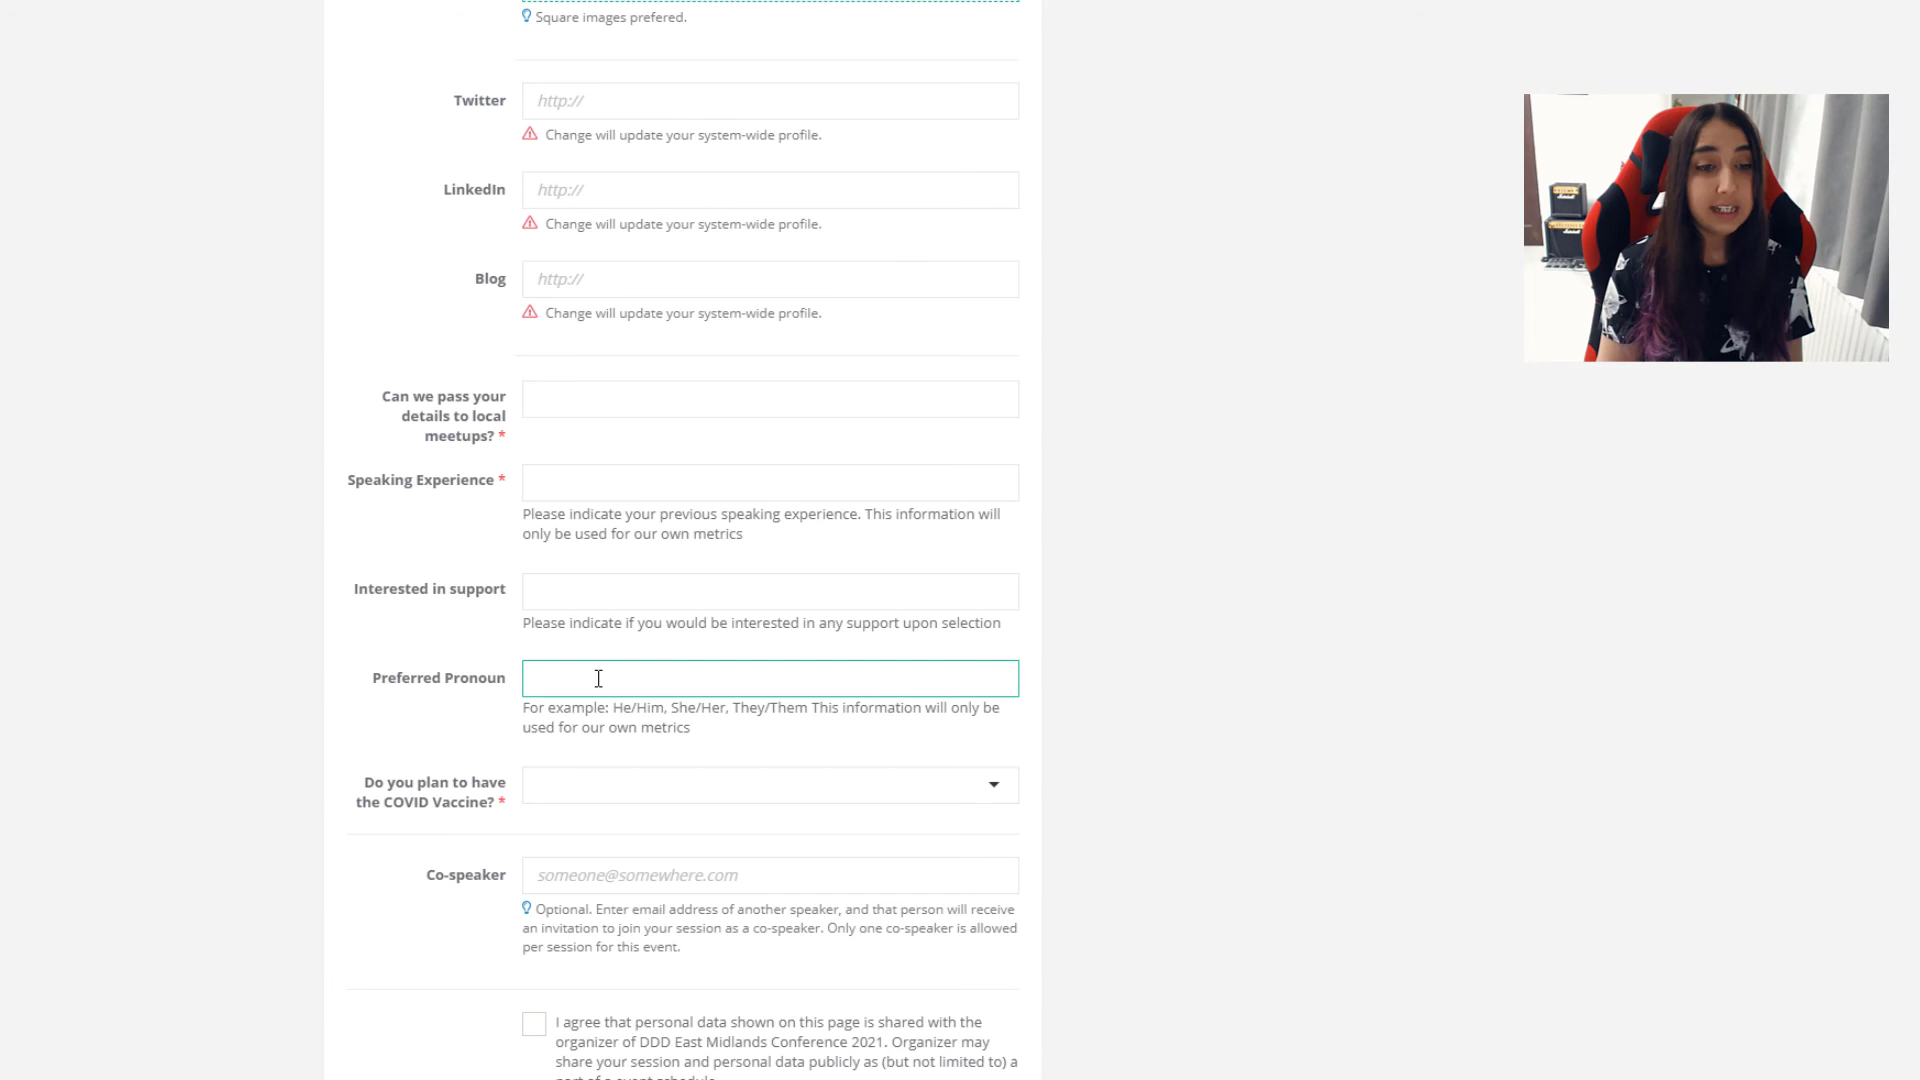 Square images prefered.
Twitter
http://
Change will update your system-wide profile.
LinkedIn
http://
Change will update your system-wide profile.
Blog
http://
Change will update your system-wide profile.
Can we pass your
details to local
meetups? *
Speaking Experience *
Please indicate your previous speaking experience. This information will
only be used for our own metrics
Interested in support
Please indicate if you would be interested in any support upon selection
Preferred Pronoun
For example: He/Him, She/Her, They/Them This information will only be
used for our own metrics
Do you plan to have
the COVID Vaccine? *
Co-speaker
someone@somewhere.com
Optional. Enter email address of another speaker, and that person will receive
an invitation to join your session as a co-speaker. Only one co-speaker is allowed
per session for this event.
I agree that personal data shown on this page is shared with the
organizer of DDD East Midlands Conference 2021. Organizer may
share your session and personal data publicly as (but not limited to) a
part of a event schedule.